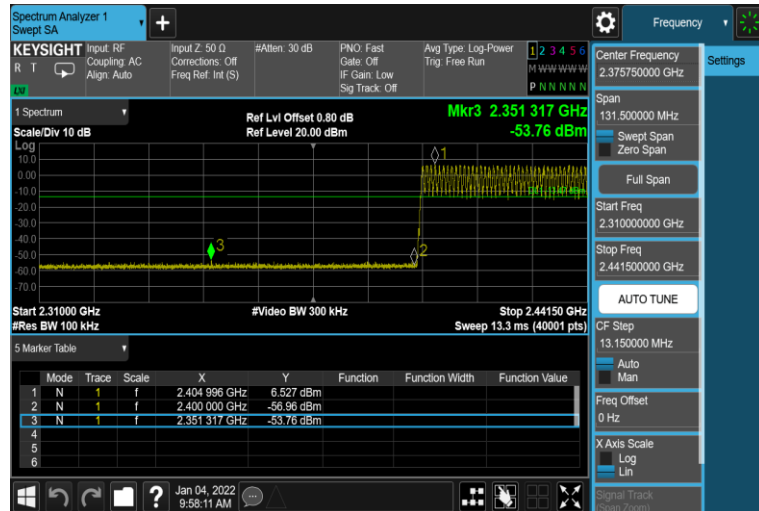 Spectrum Analyzer 1
Swept SA
Frequency
KEYSIGHT
R T
LXI
Input: RF
Coupling: AC
Align: Auto
Input Z: 50 Ω
Corrections: Off
Freq Ref: Int (S)
#Atten: 30 dB
PNO: Fast
Gate: Off
IF Gain: Low
Sig Track: Off
Avg Type: Log-Power
Trig: Free Run
1 2 3 4 5 6
M W W W W W
P N N N N N
1 Spectrum
Scale/Div 10 dB
Ref Lvl Offset 0.80 dB
Ref Level 20.00 dBm
Mkr3 2.351 317 GHz
-53.76 dBm
Log
10.0
0.00
-10.0
-20.0
-30.0
-40.0
-50.0
-60.0
-70.0
1
2
3
Start 2.31000 GHz
#Res BW 100 kHz
#Video BW 300 kHz
Stop 2.44150 GHz
Sweep 13.3 ms (40001 pts)
5 Marker Table
Mode Trace Scale X Y Function Function Width Function Value
1 N 1 f 2.404 996 GHz 6.527 dBm
2 N 1 f 2.400 000 GHz -56.96 dBm
3 N 1 f 2.351 317 GHz -53.76 dBm
4
5
6
Center Frequency
2.375750000 GHz
Settings
Span
131.500000 MHz
Swept Span
Zero Span
Full Span
Start Freq
2.310000000 GHz
Stop Freq
2.441500000 GHz
AUTO TUNE
CF Step
13.150000 MHz
Auto
Man
Freq Offset
0 Hz
X Axis Scale
Log
Lin
Signal Track
(Span Zoom)
?
Jan 04, 2022
9:58:11 AM